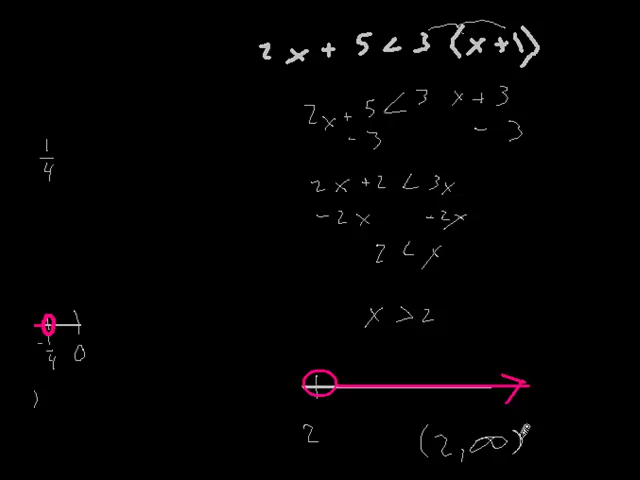 2x + 5 < 3 (x+1)
2x + 5 < 3 x + 3
- 3 - 3
1/4
2x + 2 < 3x
- 2x - 2x
2 < x
x > 2
-1/4 0
)
2
(2, ∞)